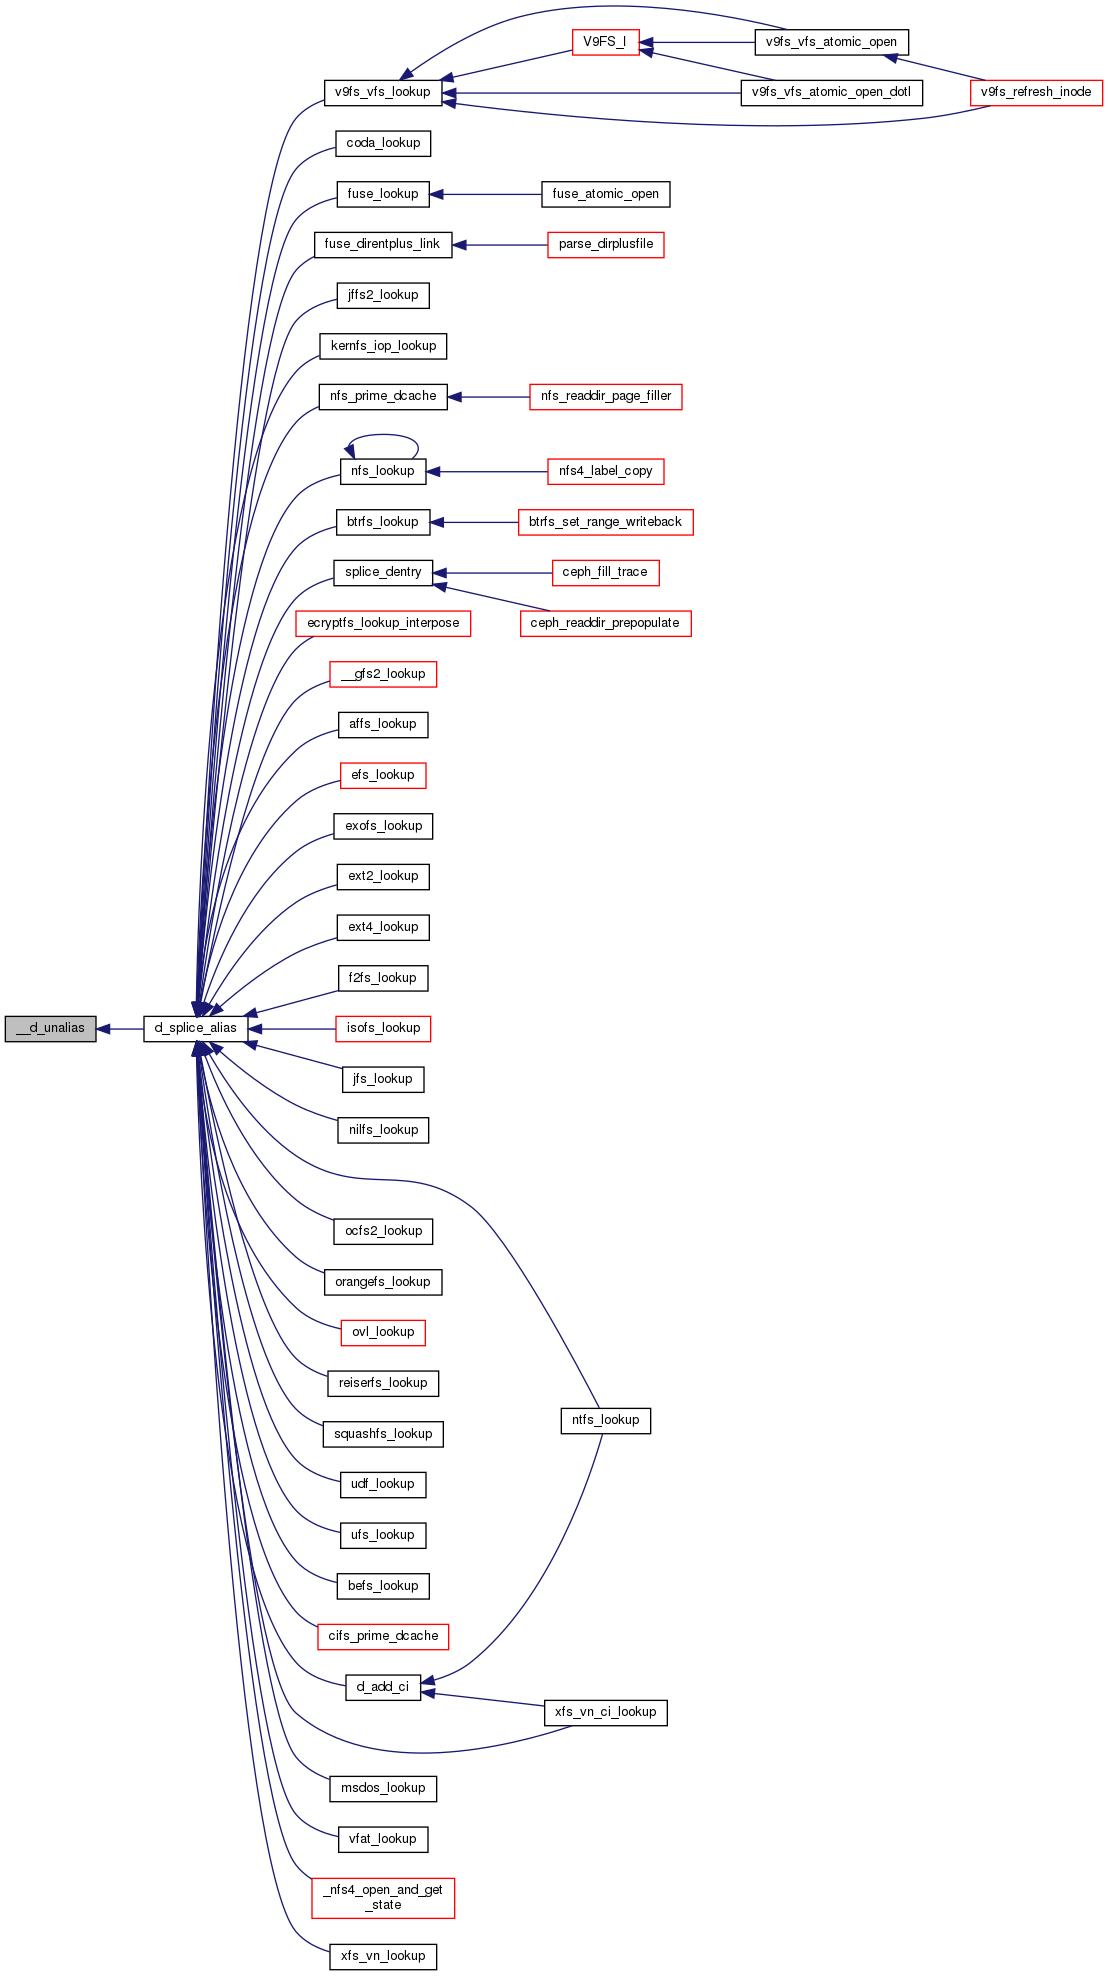 V9FS_I
v9fs_vfs_atomic_open
v9fs_vfs_lookup
v9fs_vfs_atomic_open_dotl
v9fs_refresh_inode
coda_lookup
fuse_lookup
fuse_atomic_open
fuse_direntplus_link
parse_dirplusfile
jffs2_lookup
kernfs_iop_lookup
nfs_prime_dcache
nfs_readdir_page_filler
nfs_lookup
nfs4_label_copy
btrfs_lookup
btrfs_set_range_writeback
splice_dentry
ceph_fill_trace
ecryptfs_lookup_interpose
ceph_readdir_prepopulate
__gfs2_lookup
affs_lookup
efs_lookup
exofs_lookup
ext2_lookup
ext4_lookup
f2fs_lookup
__d_unalias
d_splice_alias
isofs_lookup
jfs_lookup
nilfs_lookup
ocfs2_lookup
orangefs_lookup
ovl_lookup
reiserfs_lookup
ntfs_lookup
squashfs_lookup
udf_lookup
ufs_lookup
befs_lookup
cifs_prime_dcache
d_add_ci
xfs_vn_ci_lookup
msdos_lookup
vfat_lookup
_nfs4_open_and_get
_state
xfs_vn_lookup